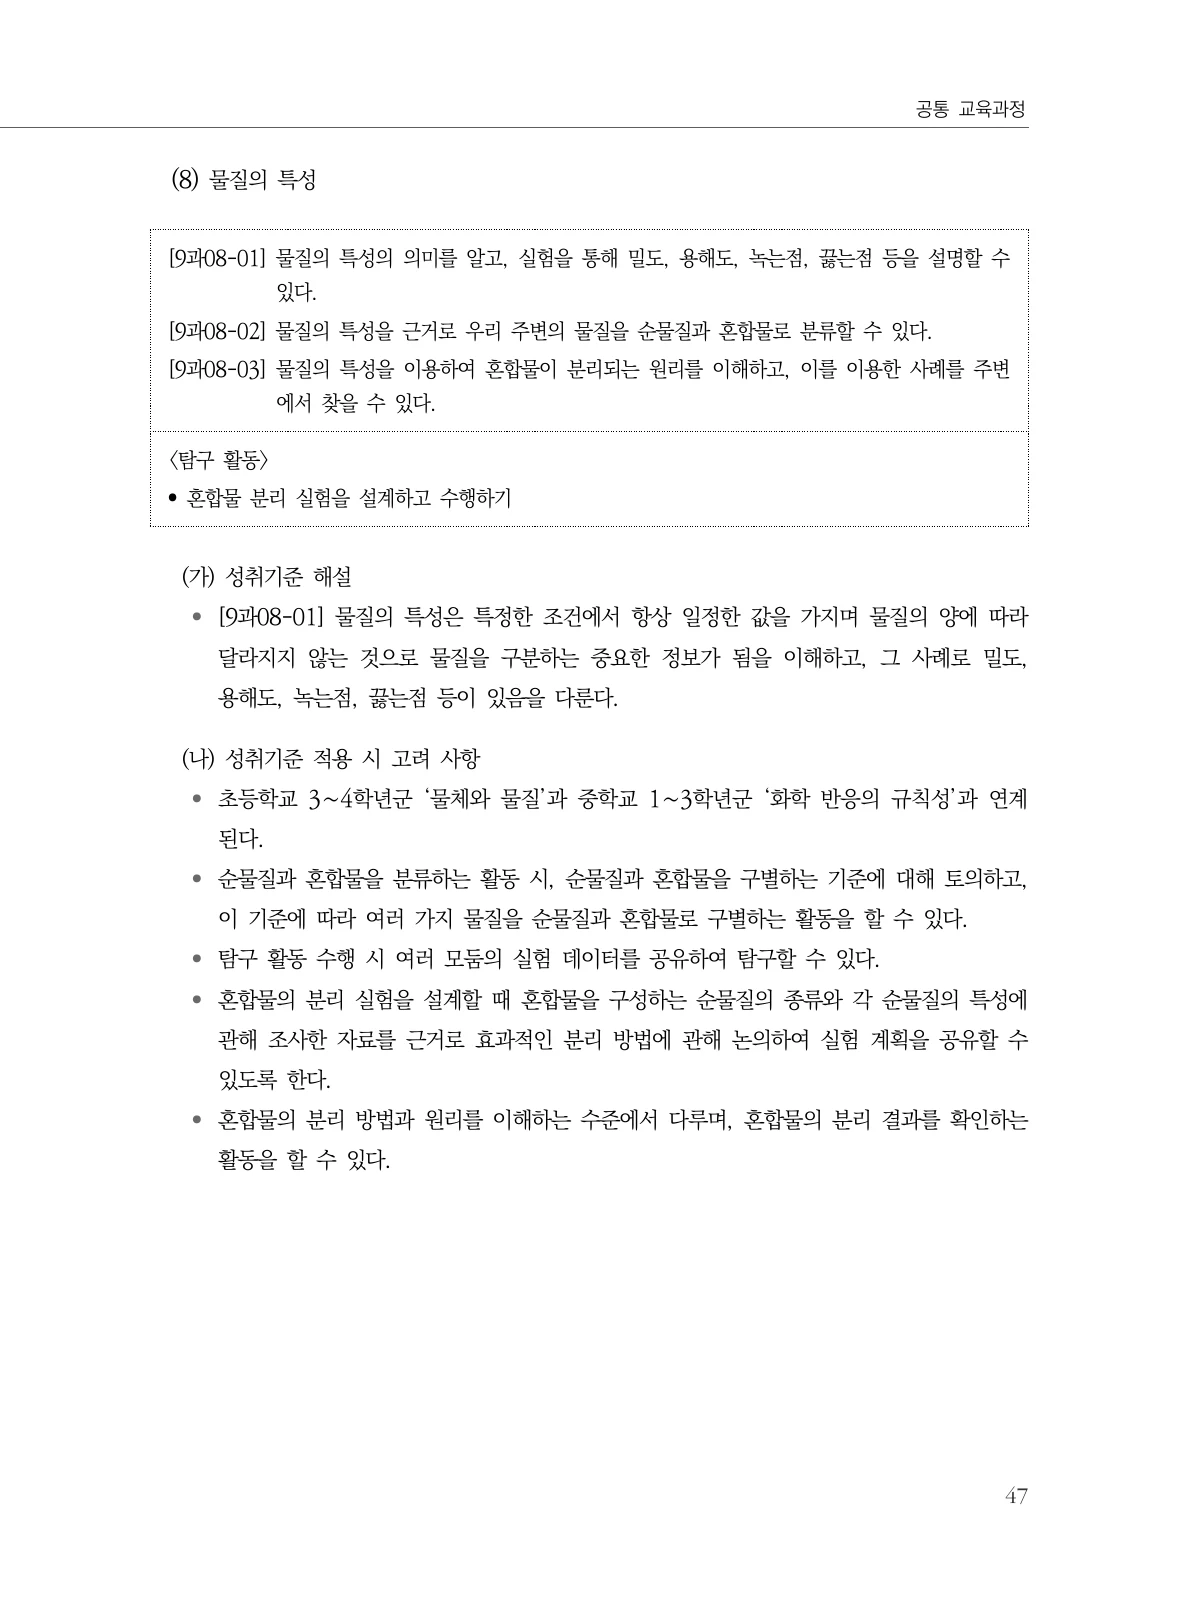 공통 교육과정
(8) 물질의 특성
[9과08-01] 물질의 특성의 의미를 알고, 실험을 통해 밀도, 용해도, 녹는점, 끓는점 등을 설명할 수
있다.
[9과08-02] 물질의 특성을 근거로 우리 주변의 물질을 순물질과 혼합물로 분류할 수 있다.
[9과08-03] 물질의 특성을 이용하여 혼합물이 분리되는 원리를 이해하고, 이를 이용한 사례를 주변
에서 찾을 수 있다.
〈탐구 활동〉
• 혼합물 분리 실험을 설계하고 수행하기
(가) 성취기준 해설
• [9과08-01] 물질의 특성은 특정한 조건에서 항상 일정한 값을 가지며 물질의 양에 따라
달라지지 않는 것으로 물질을 구분하는 중요한 정보가 됨을 이해하고, 그 사례로 밀도,
용해도, 녹는점, 끓는점 등이 있음을 다룬다.
(나) 성취기준 적용 시 고려 사항
• 초등학교 3~4학년군 ‘물체와 물질’과 중학교 1~3학년군 ‘화학 반응의 규칙성’과 연계
된다.
• 순물질과 혼합물을 분류하는 활동 시, 순물질과 혼합물을 구별하는 기준에 대해 토의하고,
이 기준에 따라 여러 가지 물질을 순물질과 혼합물로 구별하는 활동을 할 수 있다.
• 탐구 활동 수행 시 여러 모둠의 실험 데이터를 공유하여 탐구할 수 있다.
• 혼합물의 분리 실험을 설계할 때 혼합물을 구성하는 순물질의 종류와 각 순물질의 특성에
관해 조사한 자료를 근거로 효과적인 분리 방법에 관해 논의하여 실험 계획을 공유할 수
있도록 한다.
• 혼합물의 분리 방법과 원리를 이해하는 수준에서 다루며, 혼합물의 분리 결과를 확인하는
활동을 할 수 있다.
47